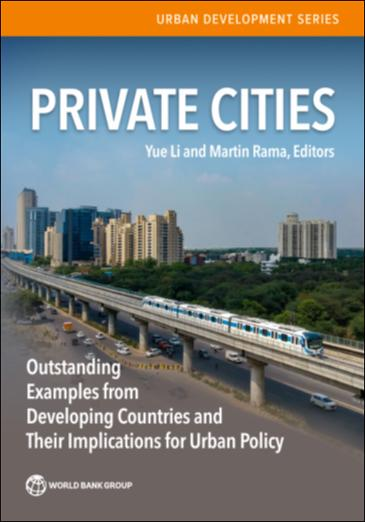 URBAN DEVELOPMENT SERIES
PRIVATE CITIES
Yue Li and Martin Rama, Editors
Outstanding
Examples from
Developing Countries and
Their Implications for Urban Policy
WORLD BANK GROUP